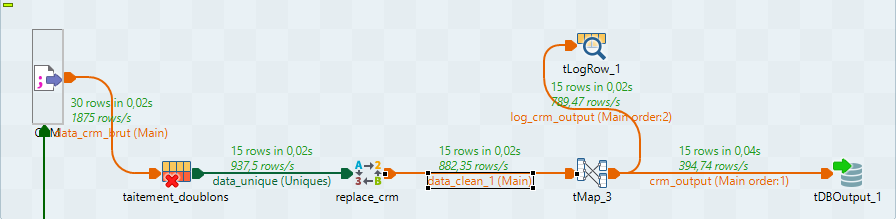 tLogRow_1
15 rows in 0,02s
789,47 rows/s
log_crm_output (Main order:2)
30 rows in 0,02s
1875 rows/s
data_crm_brut (Main)
15 rows in 0,02s
937,5 rows/s
data_unique (Uniques)
15 rows in 0,02s
882,35 rows/s
data_clean_1 (Main)
15 rows in 0,04s
394,74 rows/s
crm_output (Main order:1)
taitement_doublons
replace_crm
tMap_3
tDBOutput_1